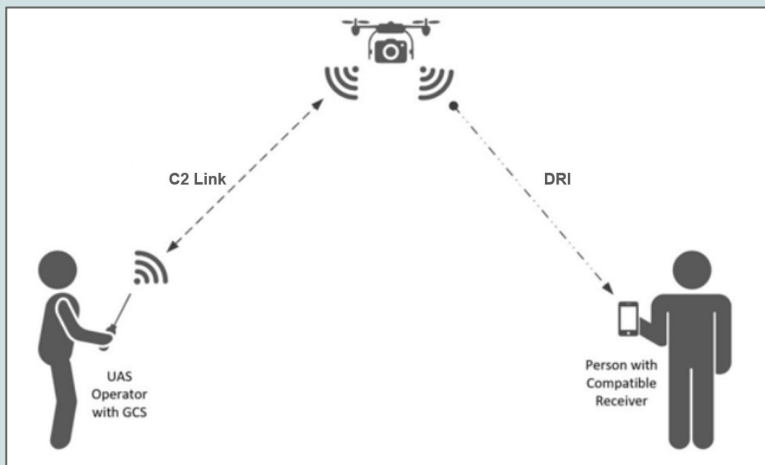 C2 Link
DRI
UAS
Operator
with GCS
Person with
Compatible
Receiver